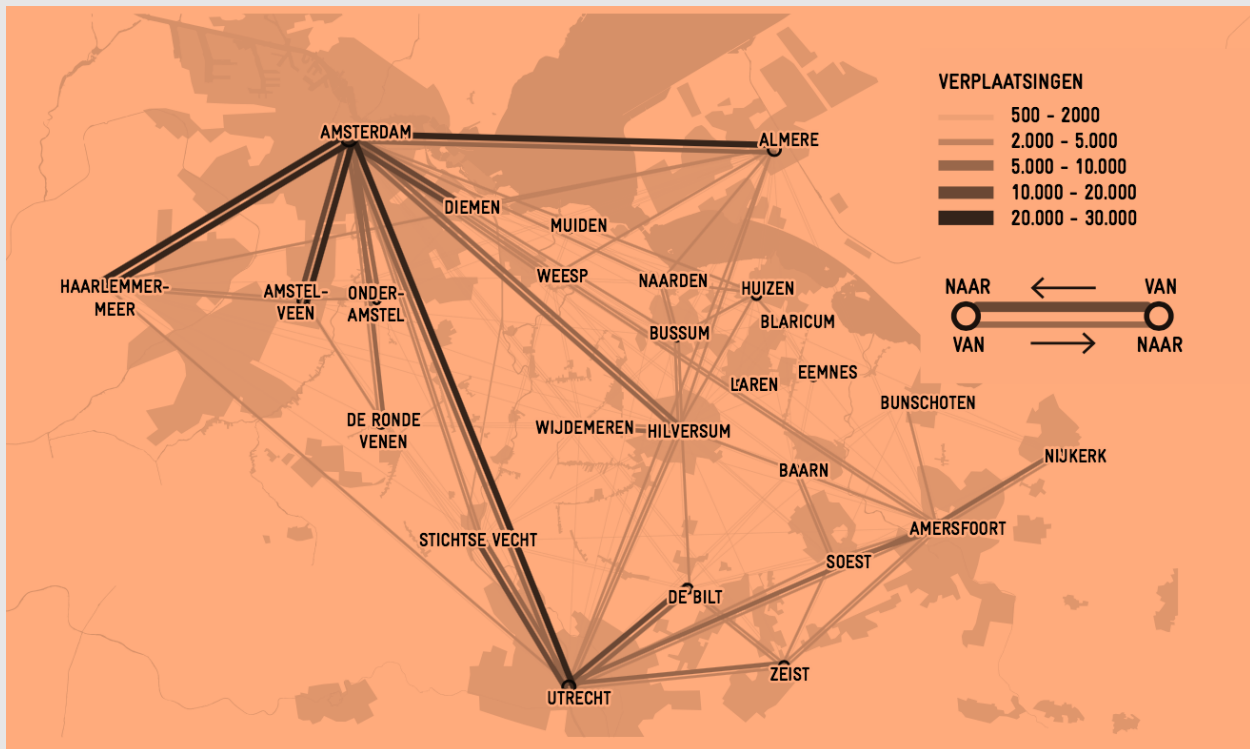 VERPLAATSINGEN
500 - 2000
2.000 - 5.000
5.000 - 10.000
10.000 - 20.000
20.000 - 30.000
NAAR
VAN
VAN
NAAR
AMSTERDAM
ALMERE
DIEMEN
MUIDEN
WEESP
NAARDEN
HUIZEN
HAARLEMMER-
MEER
AMSTEL-
VEEN
ONDER-
AMSTEL
BUSSUM
BLARICUM
LAREN
EEMNES
BUNSCHOTEN
DE RONDE
VENEN
WIJDEMEREN
HILVERSUM
BAARN
NIJKERK
STICHTSE VECHT
AMERSFOORT
SOEST
DE BILT
ZEIST
UTRECHT